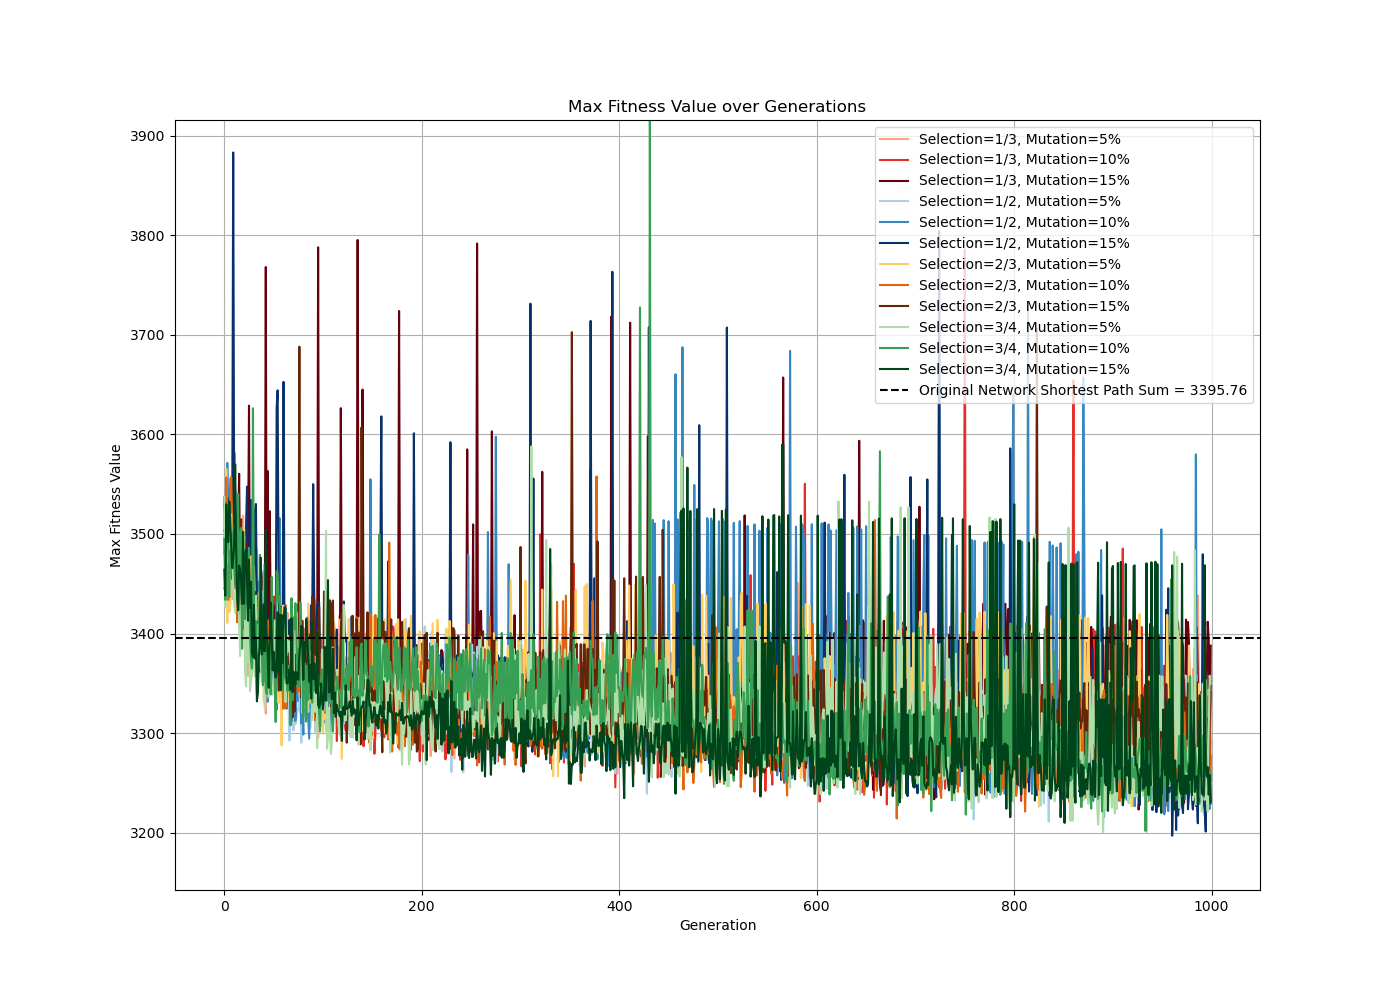 Max Fitness Value over Generations
3900
3800
3700
3600
3500
3400
3300
3200
Max Fitness Value
Selection=1/3, Mutation=5%
Selection=1/3, Mutation=10%
Selection=1/3, Mutation=15%
Selection=1/2, Mutation=5%
Selection=1/2, Mutation=10%
Selection=1/2, Mutation=15%
Selection=2/3, Mutation=5%
Selection=2/3, Mutation=10%
Selection=2/3, Mutation=15%
Selection=3/4, Mutation=5%
Selection=3/4, Mutation=10%
Selection=3/4, Mutation=15%
Original Network Shortest Path Sum = 3395.76
0 200 400 600 800 1000
Generation